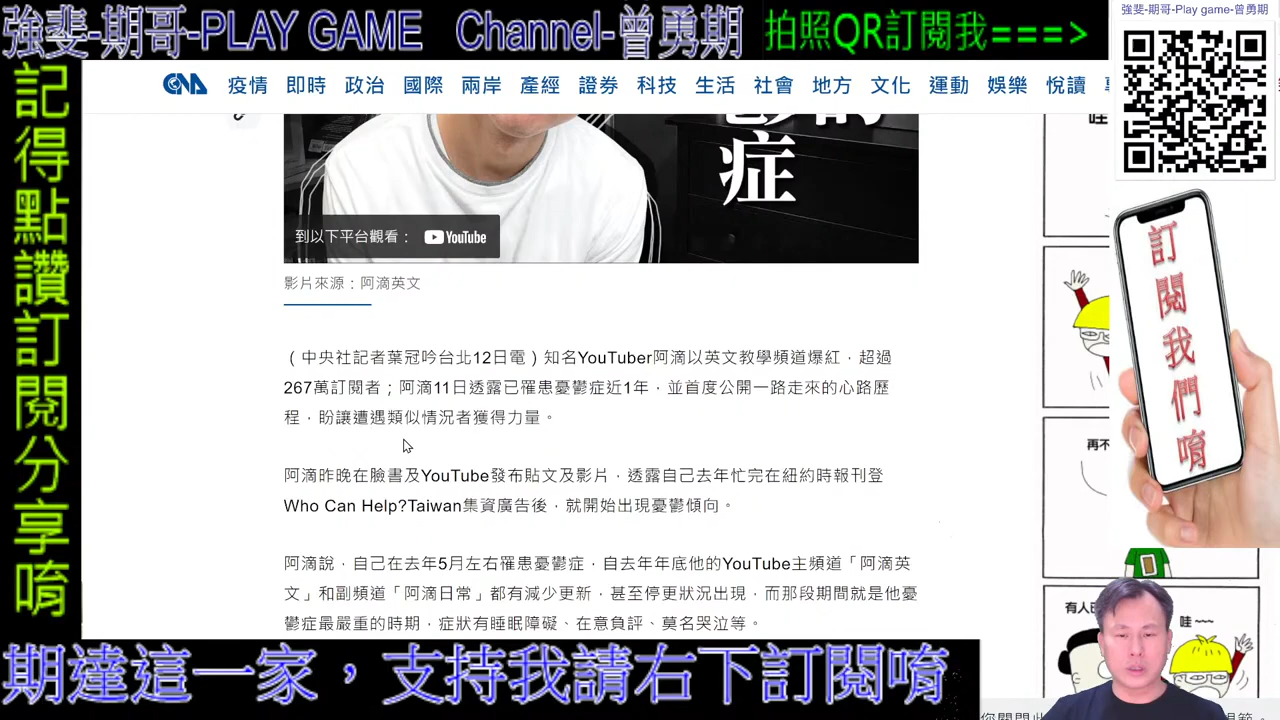 強斐-期哥-PLAY GAME Channel-曾勇期
拍照QR訂閱我===>
強斐-期哥-Play game-曾勇期
記得點讚訂閱分享唷
CNA 疫情 即時 政治 國際 兩岸 產經 證券 科技 生活 社會 地方 文化 運動 娛樂 悅讀
症
到以下平台觀看： YouTube
影片來源：阿滴英文
（中央社記者葉冠吟台北12日電）知名YouTuber阿滴以英文教學頻道爆紅，超過
267萬訂閱者；阿滴11日透露已罹患憂鬱症近1年，並首度公開一路走來的心路歷
程，盼讓遭遇類似情況者獲得力量。
阿滴昨晚在臉書及YouTube發布貼文及影片，透露自己去年忙完在紐約時報刊登
Who Can Help?Taiwan集資廣告後，就開始出現憂鬱傾向。
阿滴說，自己在去年5月左右罹患憂鬱症，自去年年底他的YouTube主頻道「阿滴英
文」和副頻道「阿滴日常」都有減少更新，甚至停更狀況出現，而那段期間就是他憂
鬱症最嚴重的時期，症狀有睡眠障礙、在意負評、莫名哭泣等。
訂閱我們唷
哇
再不
有人
哇~~~
期達這一家，支持我請右下訂閱唷